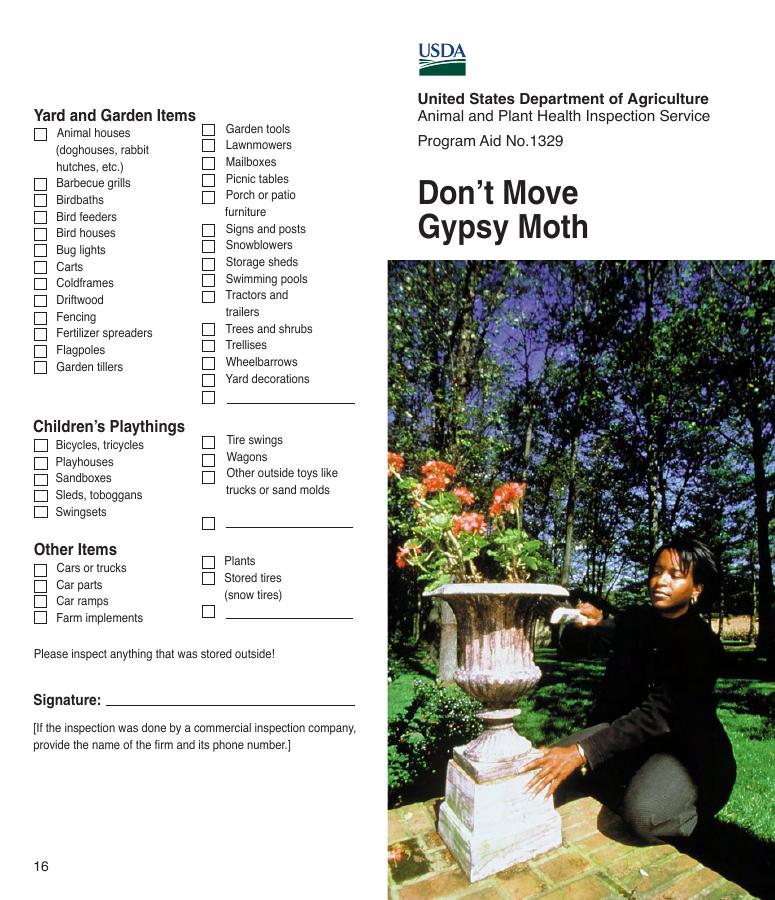 Yard and Garden Items
Animal houses
(doghouses, rabbit
hutches, etc.)
Barbecue grills
Birdbaths
Bird feeders
Bird houses
Bug lights
Carts
Coldframes
Driftwood
Fencing
Fertilizer spreaders
Flagpoles
Garden tillers
Garden tools
Lawnmowers
Mailboxes
Picnic tables
Porch or patio
furniture
Signs and posts
Snowblowers
Storage sheds
Swimming pools
Tractors and
trailers
Trees and shrubs
Trellises
Wheelbarrows
Yard decorations
Children’s Playthings
Bicycles, tricycles
Playhouses
Sandboxes
Sleds, toboggans
Swingsets
Tire swings
Wagons
Other outside toys like
trucks or sand molds
Other Items
Cars or trucks
Car parts
Car ramps
Farm implements
Plants
Stored tires
(snow tires)
Please inspect anything that was stored outside!
Signature:
[If the inspection was done by a commercial inspection company,
provide the name of the firm and its phone number.]
16
USDA
United States Department of Agriculture
Animal and Plant Health Inspection Service
Program Aid No.1329
Don’t Move
Gypsy Moth